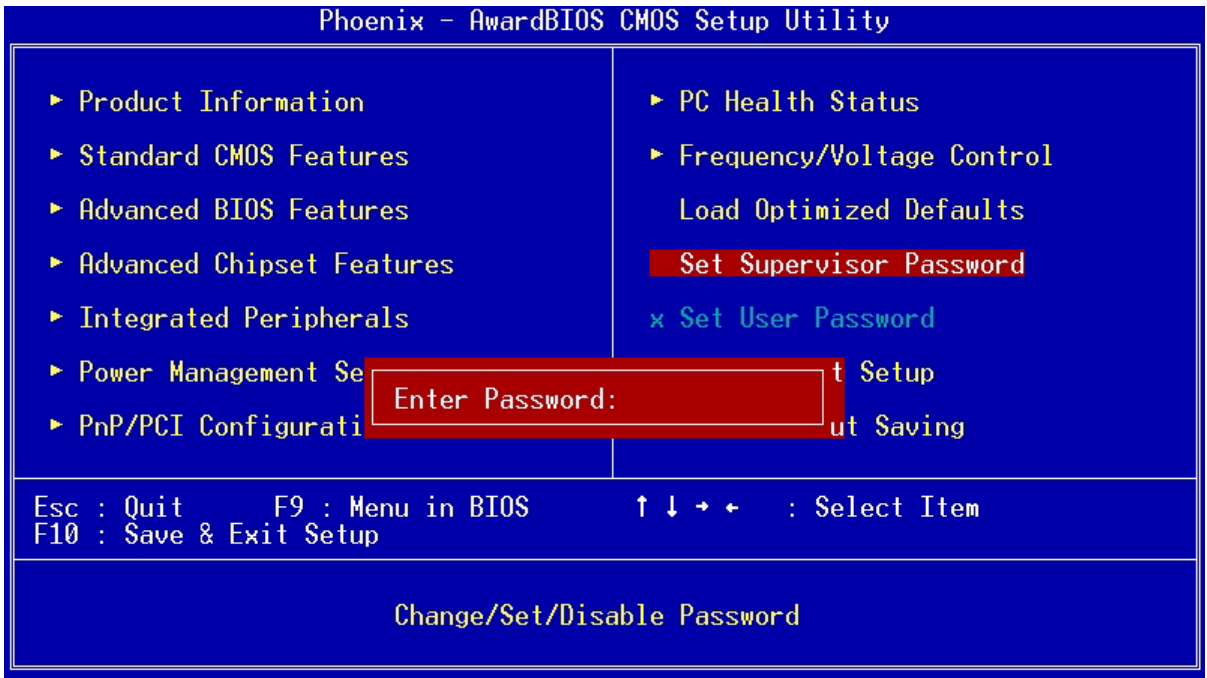 Phoenix - AwardBIOS CMOS Setup Utility
► Product Information
► Standard CMOS Features
► Advanced BIOS Features
► Advanced Chipset Features
► Integrated Peripherals
► Power Management Se
► PnP/PCI Configurati
► PC Health Status
► Frequency/Voltage Control
Load Optimized Defaults
Set Supervisor Password
x Set User Password
t Setup
ut Saving
Enter Password:
Esc : Quit F9 : Menu in BIOS ↑ ↓ → ← : Select Item
F10 : Save & Exit Setup
Change/Set/Disable Password